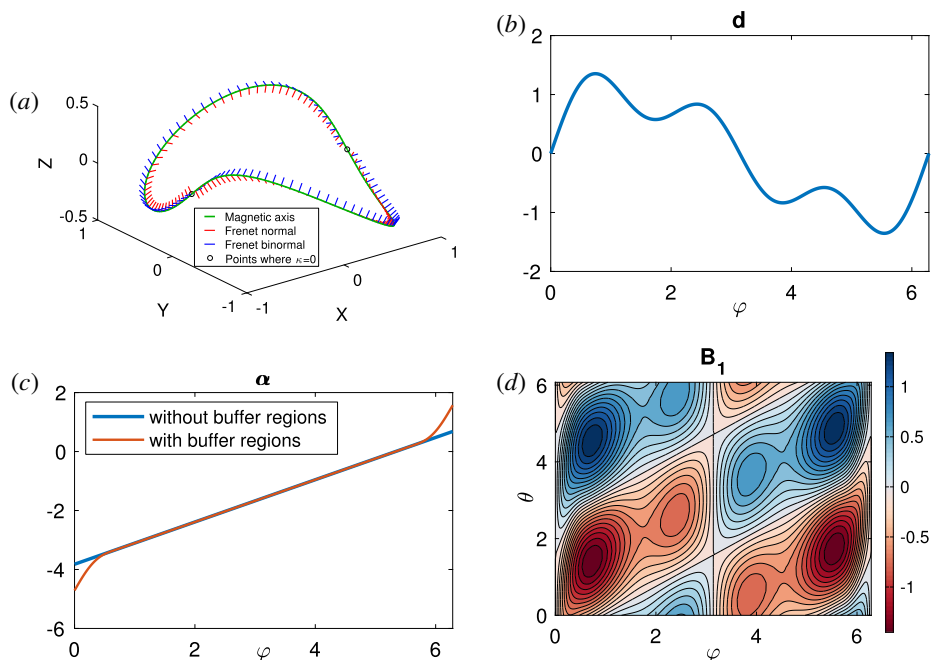 (a)
Z
0.5
0
-0.5
1
0
-1
Y
-1
0
1
X
Magnetic axis
Frenet normal
Frenet binormal
Points where κ=0
(b)
d
2
1
0
-1
-2
0
2
4
6
φ
(c)
α
2
0
-2
-4
-6
without buffer regions
with buffer regions
0
2
4
6
φ
(d)
B₁
6
4
2
0
θ
0
2
4
6
φ
1
0.5
0
-0.5
-1